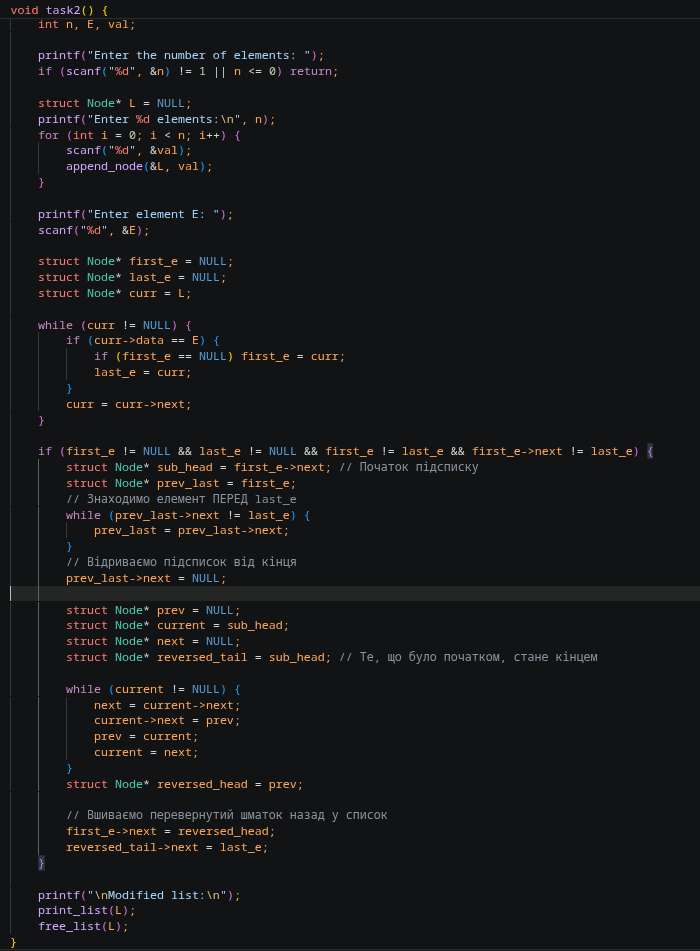 void task2() {
    int n, E, val;

    printf("Enter the number of elements: ");
    if (scanf("%d", &n) != 1 || n <= 0) return;

    struct Node* L = NULL;
    printf("Enter %d elements:\n", n);
    for (int i = 0; i < n; i++) {
        scanf("%d", &val);
        append_node(&L, val);
    }

    printf("Enter element E: ");
    scanf("%d", &E);

    struct Node* first_e = NULL;
    struct Node* last_e = NULL;
    struct Node* curr = L;

    while (curr != NULL) {
        if (curr->data == E) {
            if (first_e == NULL) first_e = curr;
            last_e = curr;
        }
        curr = curr->next;
    }

    if (first_e != NULL && last_e != NULL && first_e != last_e && first_e->next != last_e) {
        struct Node* sub_head = first_e->next; // Початок підписку
        struct Node* prev_last = first_e;
        // Знаходимо елемент ПЕРЕД last_e
        while (prev_last->next != last_e) {
            prev_last = prev_last->next;
        }
        // Відриваємо підсписок від кінця
        prev_last->next = NULL;

        struct Node* prev = NULL;
        struct Node* current = sub_head;
        struct Node* next = NULL;
        struct Node* reversed_tail = sub_head; // Те, що було початком, стане кінцем

        while (current != NULL) {
            next = current->next;
            current->next = prev;
            prev = current;
            current = next;
        }
        struct Node* reversed_head = prev;

        // Вшиваємо перевернутий шматок назад у список
        first_e->next = reversed_head;
        reversed_tail->next = last_e;
    }

    printf("\nModified list:\n");
    print_list(L);
    free_list(L);
}